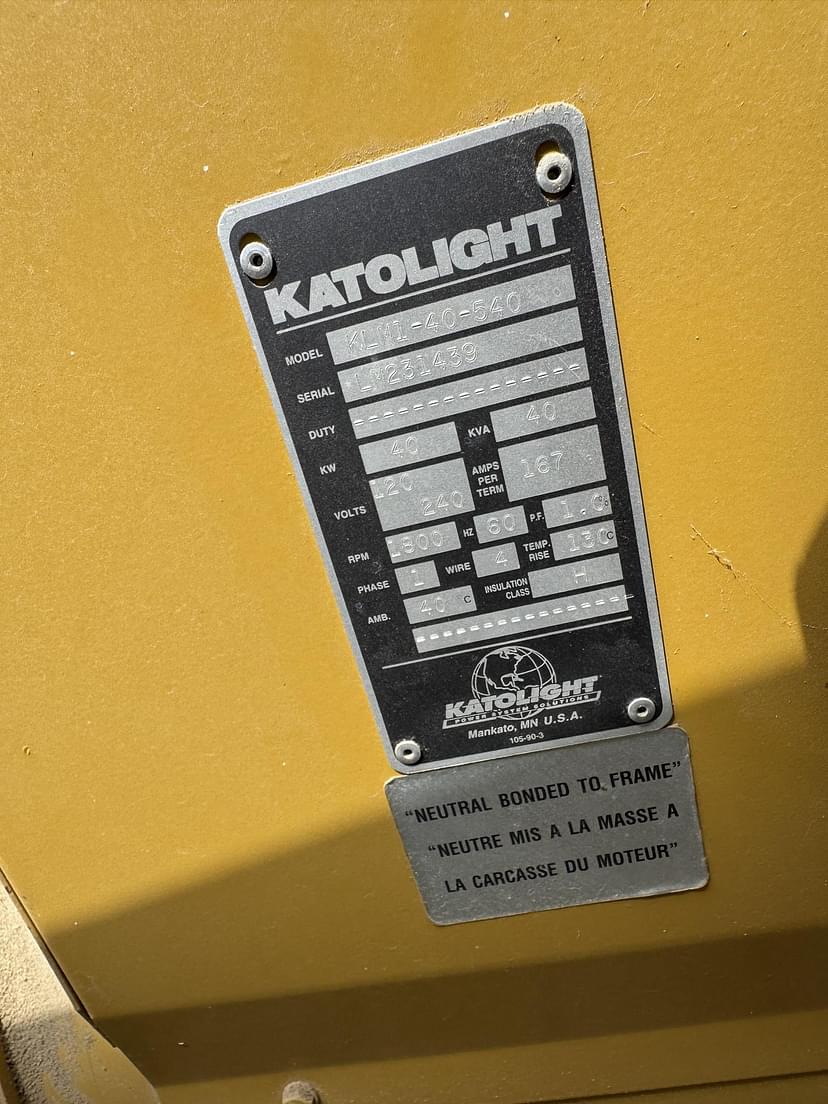 KATOLIGHT
MODEL KLM1-40-540
SERIAL LM231439
DUTY ---------------
KW 40 KVA 40
VOLTS 120 240 AMPS PER TERM 167
RPM 1800 HZ 60 P.F. 1.0
PHASE 1 WIRE 4 TEMP. RISE 130 C
AMB. 40 C INSULATION CLASS H
KATOLIGHT
POWER SYSTEM SOLUTIONS
Mankato, MN U.S.A.
105-90-3
"NEUTRAL BONDED TO FRAME"
"NEUTRE MIS A LA MASSE A
LA CARCASSE DU MOTEUR"